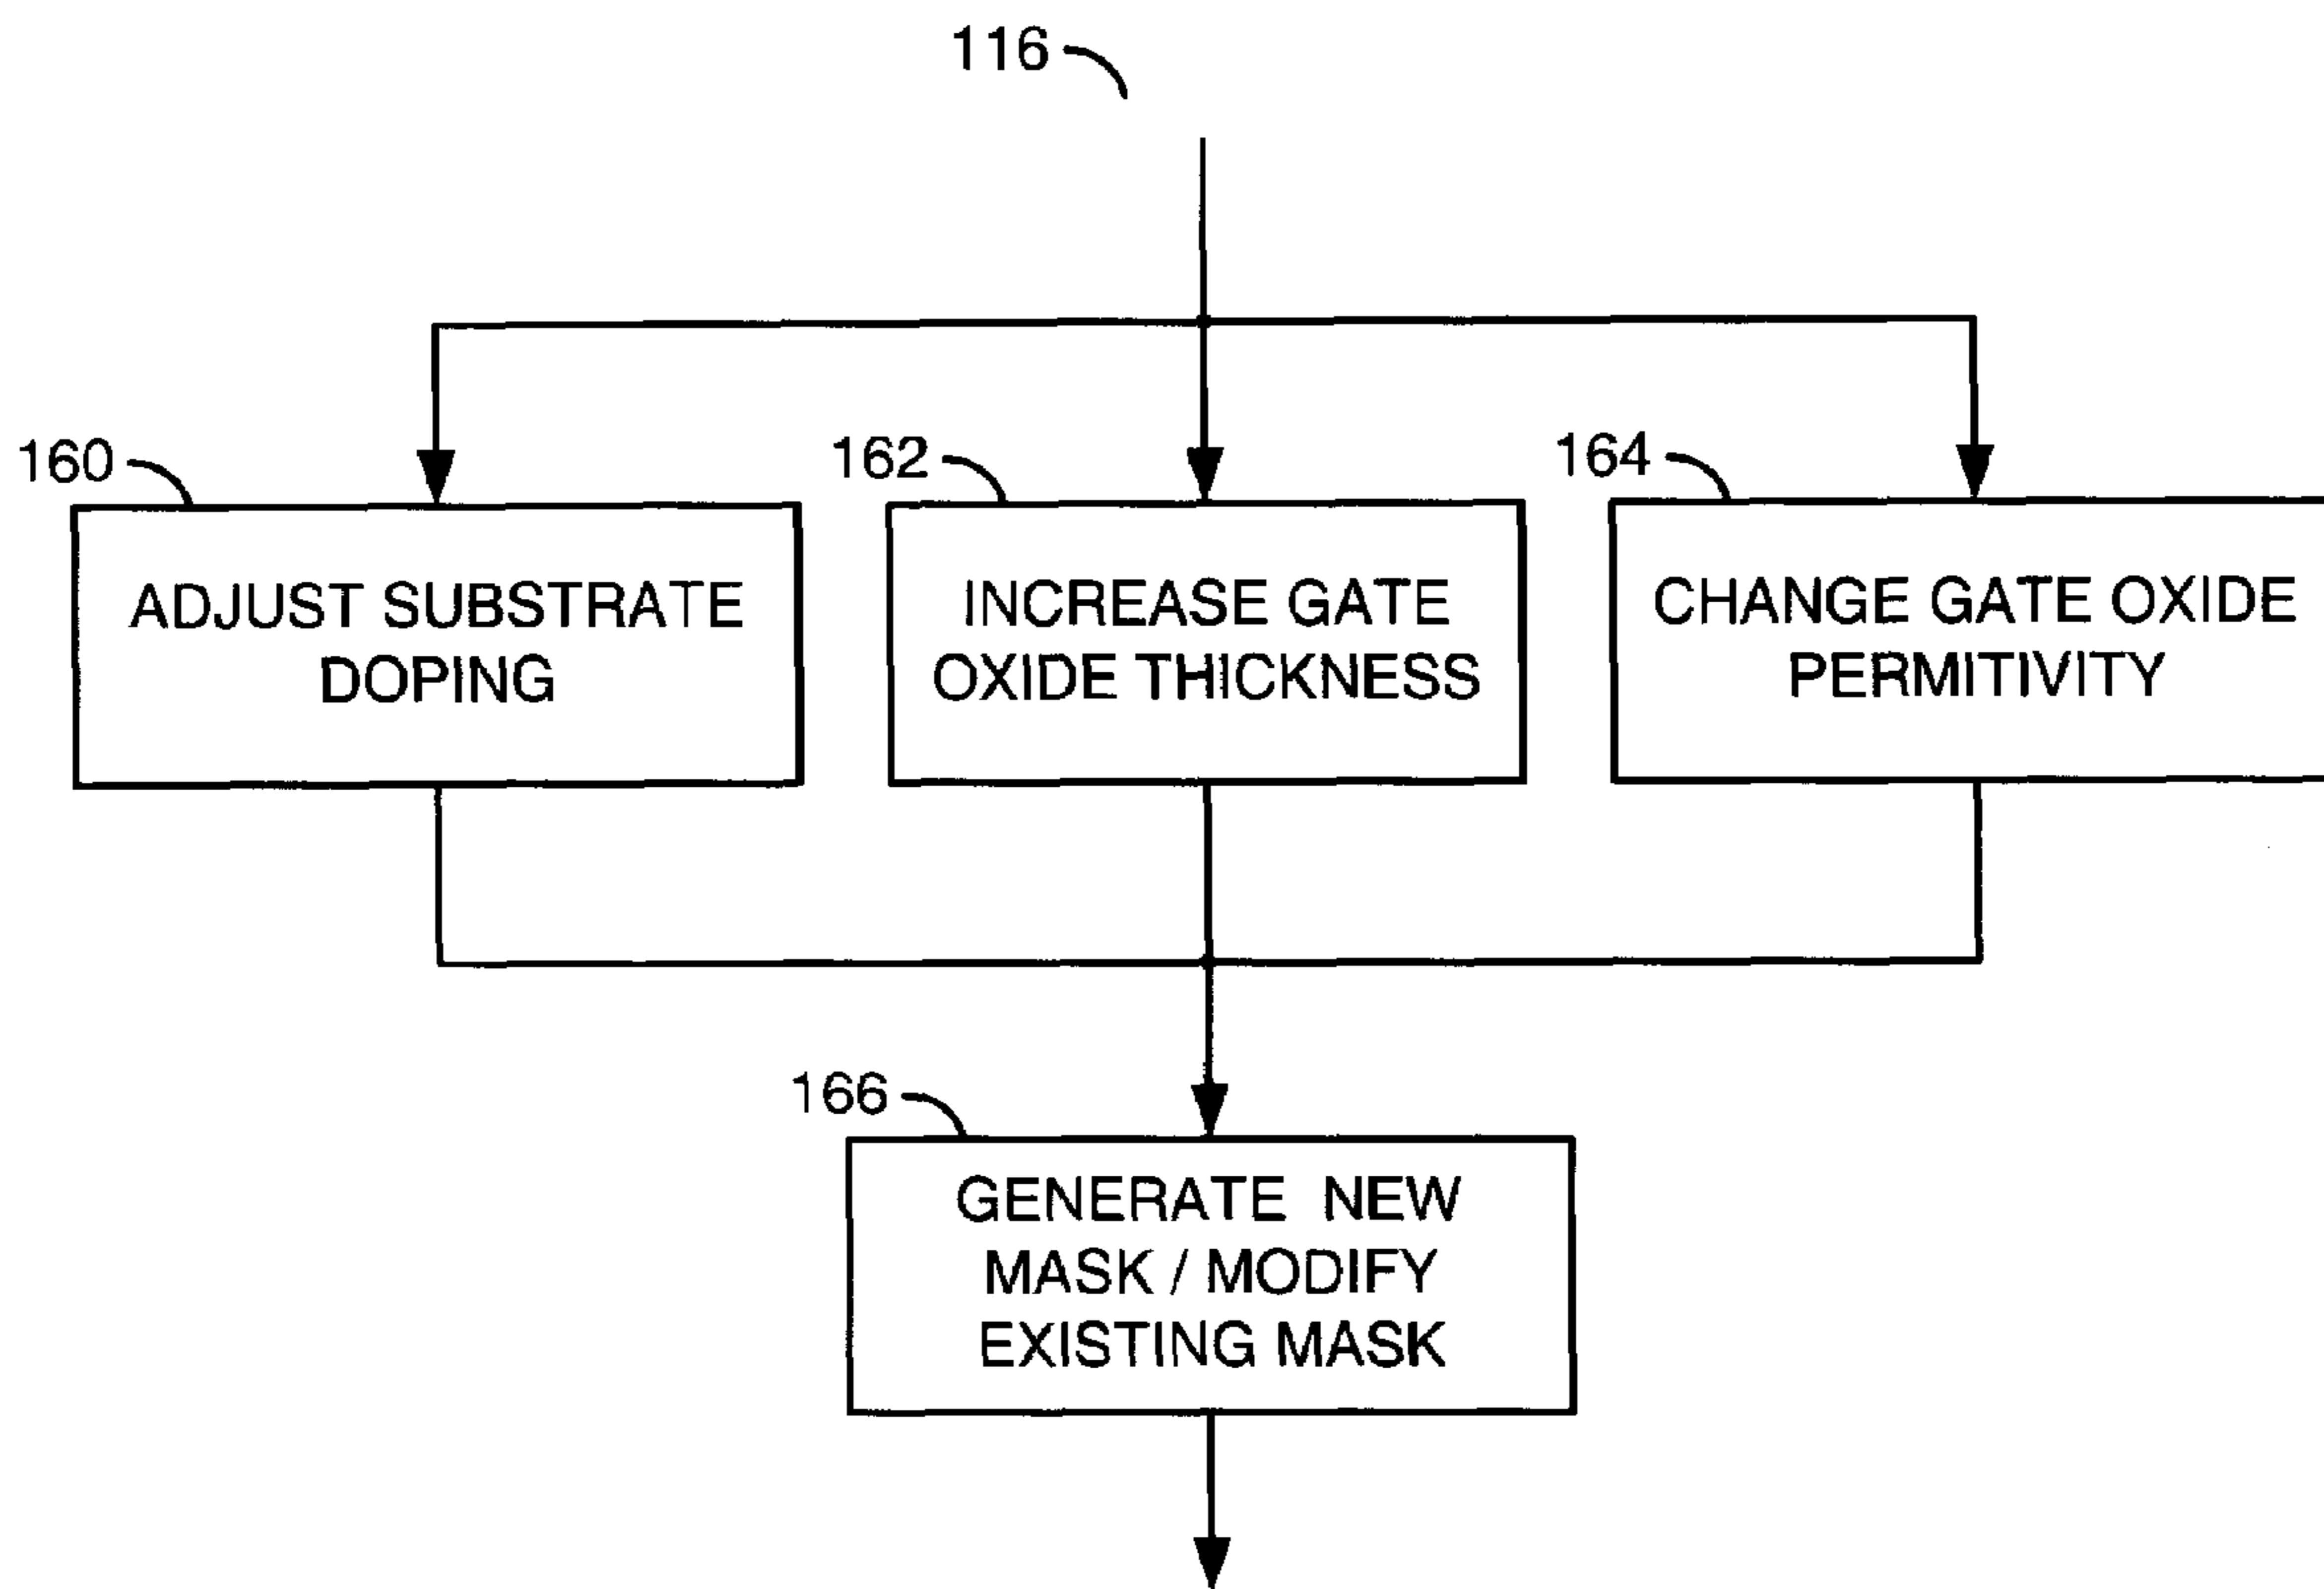 116
160
ADJUST SUBSTRATE
DOPING
162
INCREASE GATE
OXIDE THICKNESS
164
CHANGE GATE OXIDE
PERMITIVITY
166
GENERATE NEW
MASK / MODIFY
EXISTING MASK